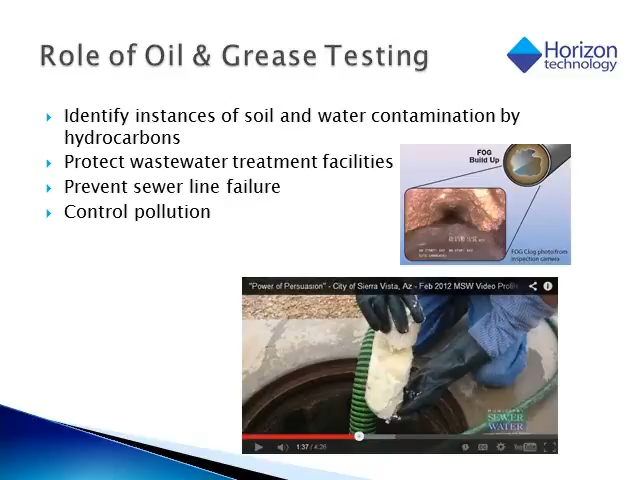 Role of Oil & Grease Testing
Horizon
technology
Identify instances of soil and water contamination by
hydrocarbons
Protect wastewater treatment facilities
Prevent sewer line failure
Control pollution
FOG
Build Up
FOG Clog photo from
inspection camera
"Power of Persuasion" - City of Sierra Vista, Az - Feb 2012 MSW Video Profile
SEWER
WATER
1:37 / 4:26
YouTube